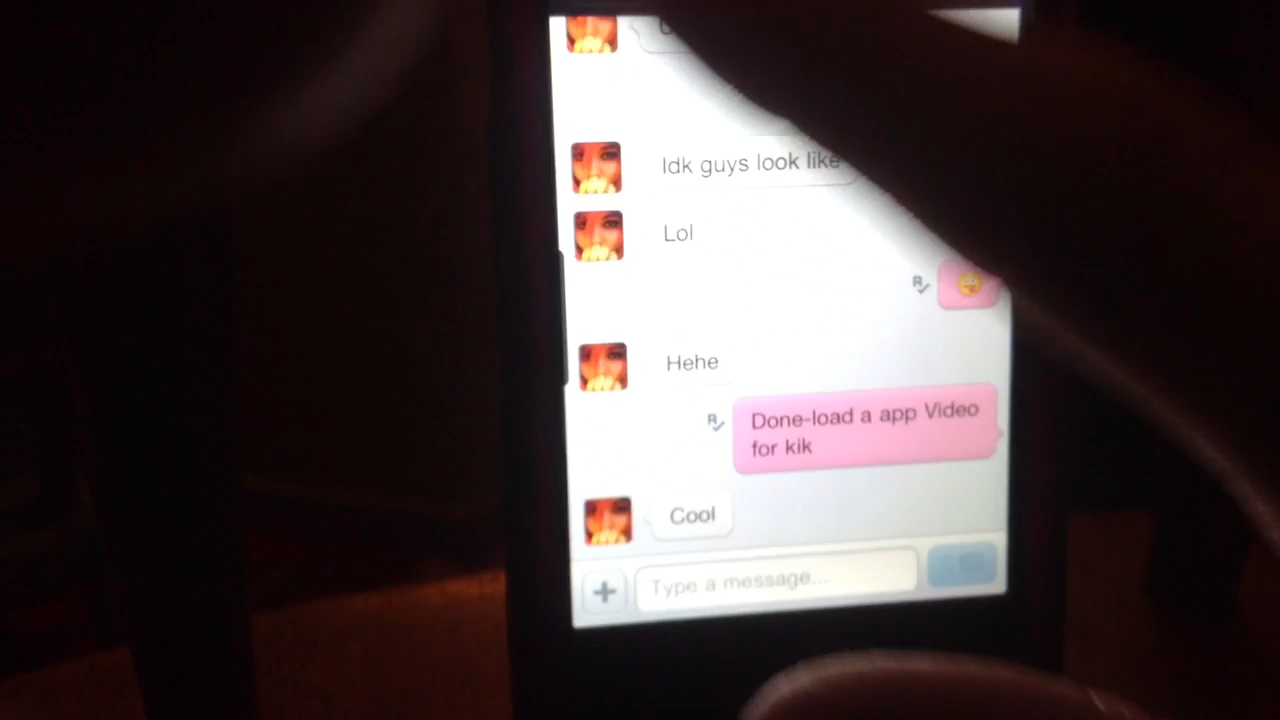 Idk guys look like
Lol
R
Hehe
R
Done-load a app Video
for kik
Cool
Type a message...